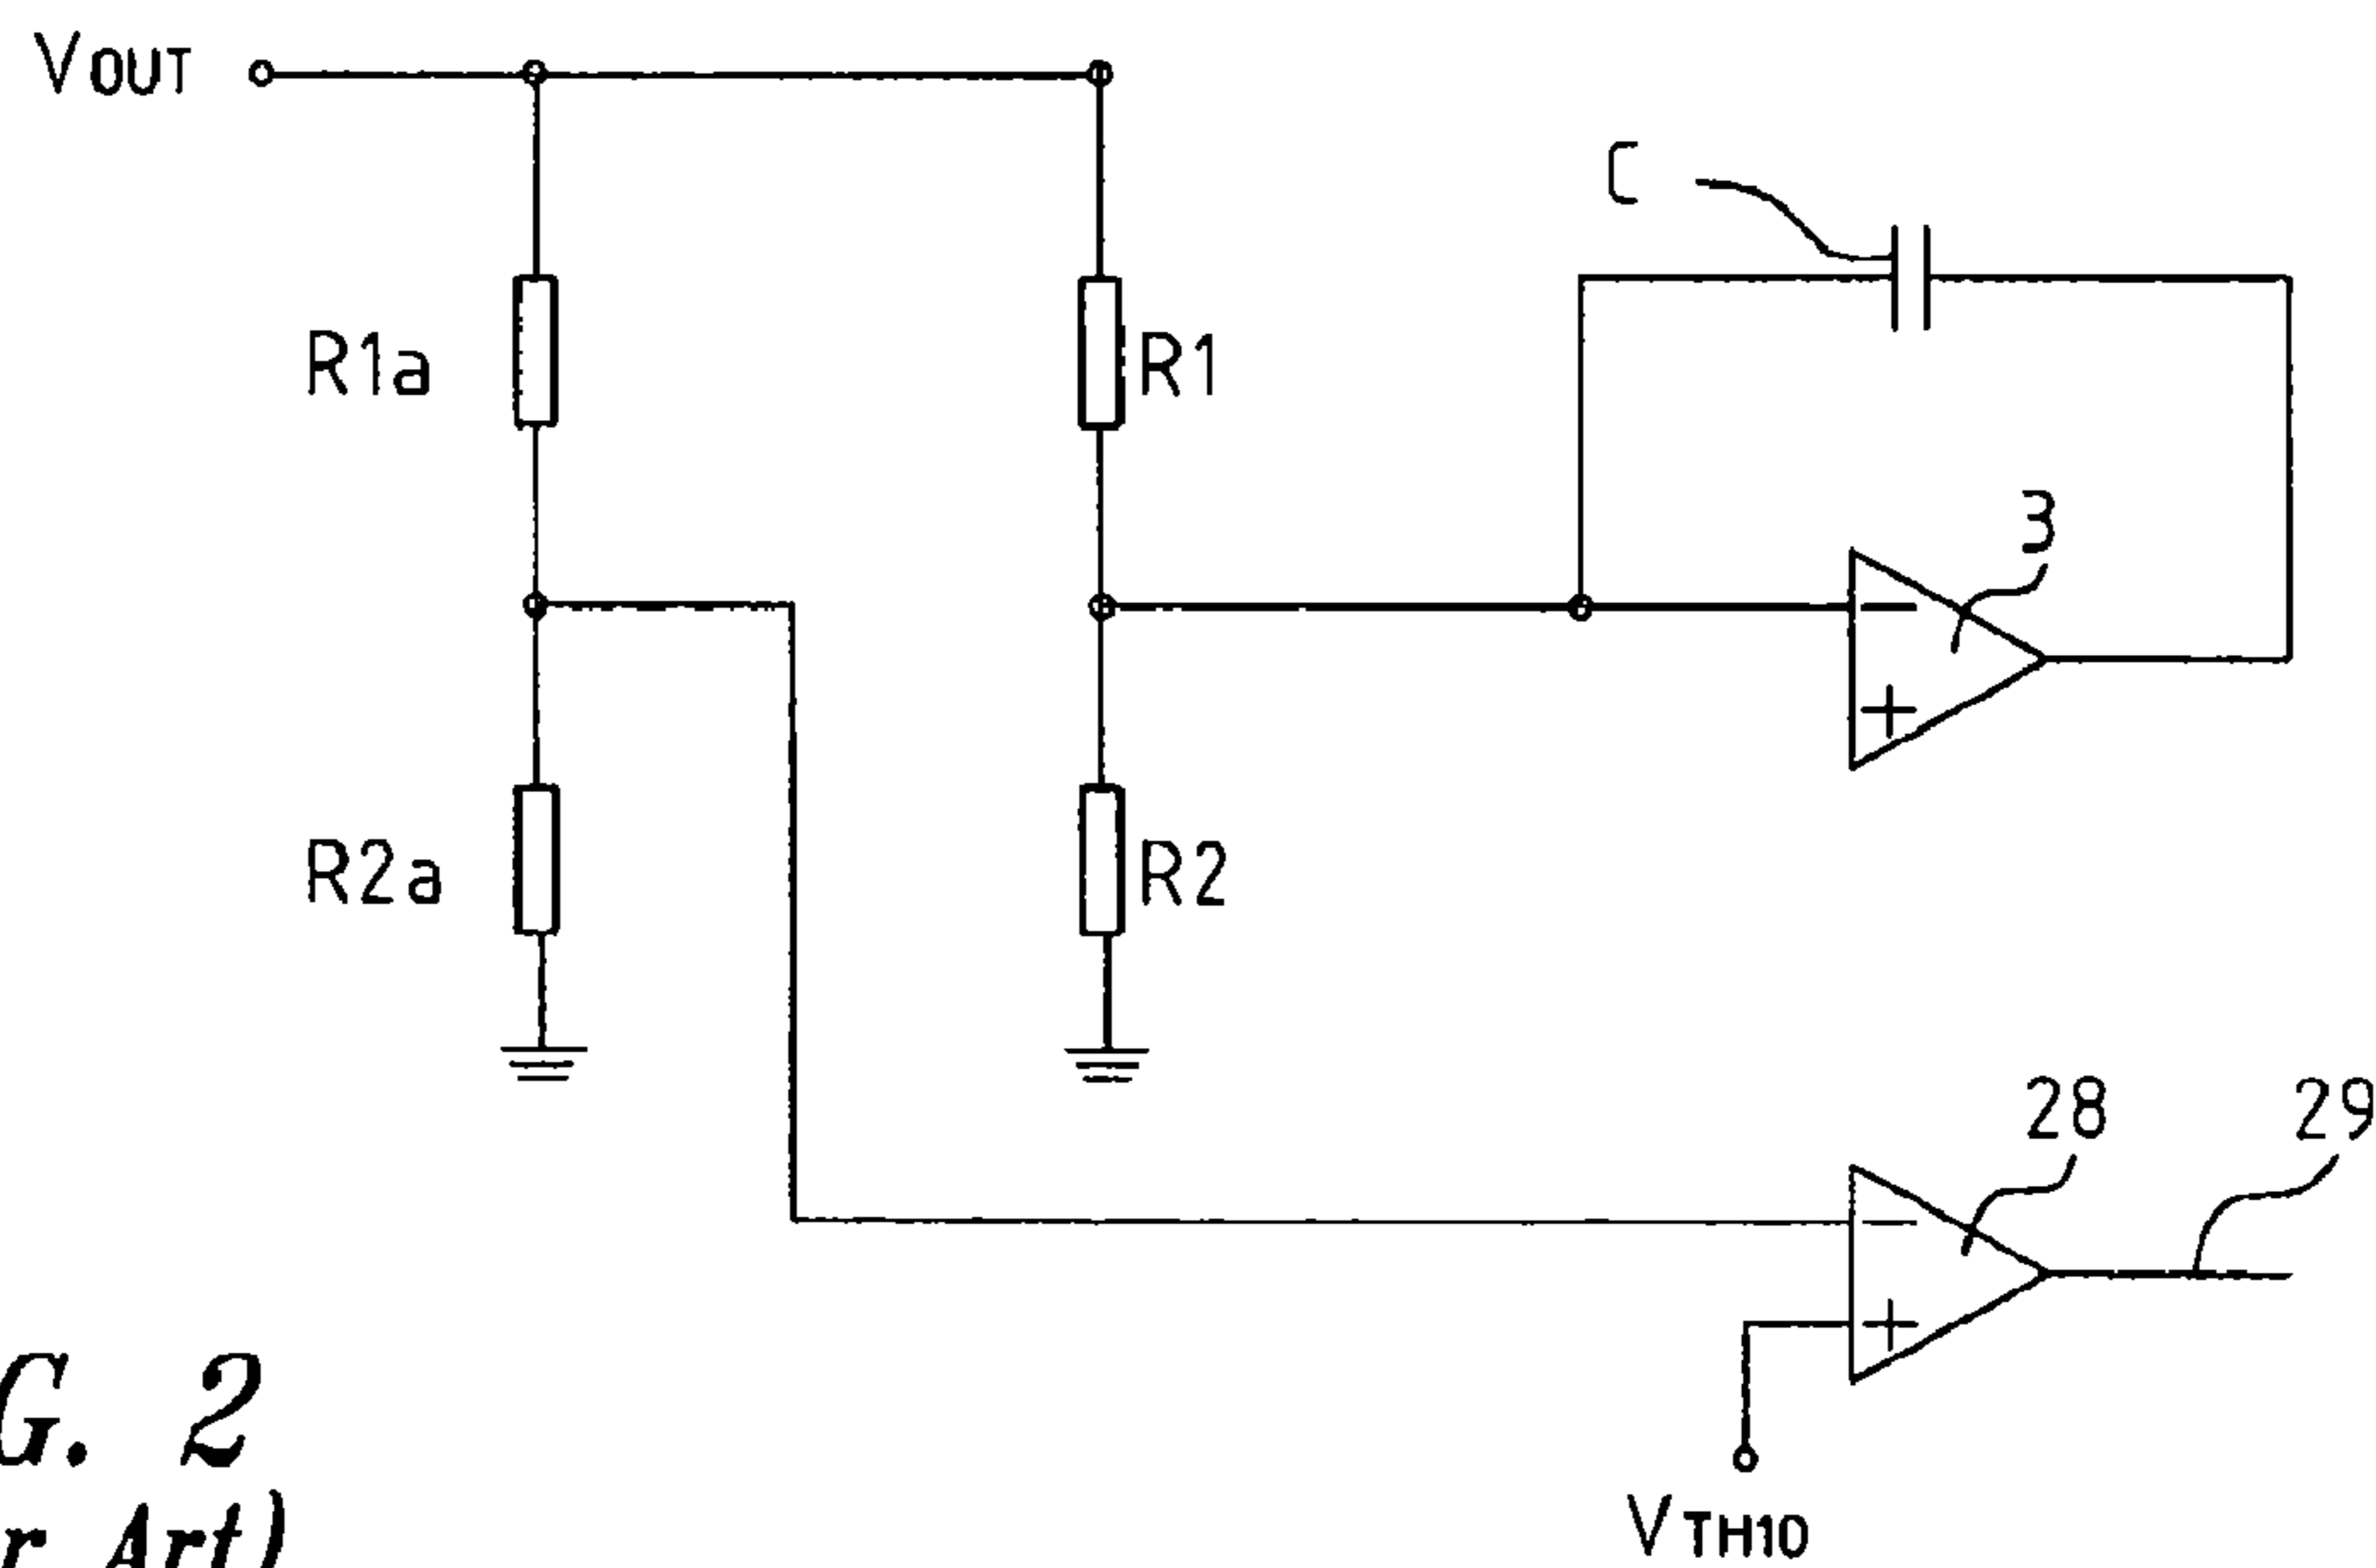 VOUT
C
R1a
R1
3
-
+
R2a
R2
28
29
-
+
G. 2
r Art)
VTH10